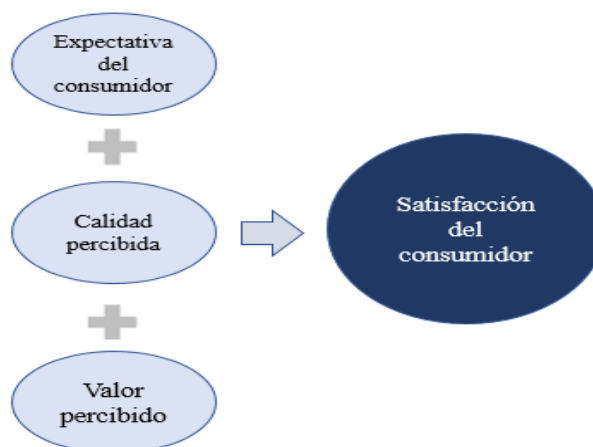 Expectativa
del
consumidor
Calidad
percibida
Valor
percibido
Satisfacción
del
consumidor